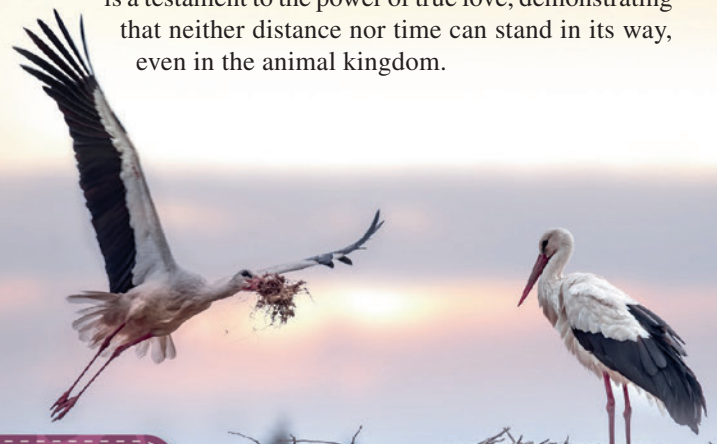 is a testament to the power of true love, demonstrating
that neither distance nor time can stand in its way,
even in the animal kingdom.